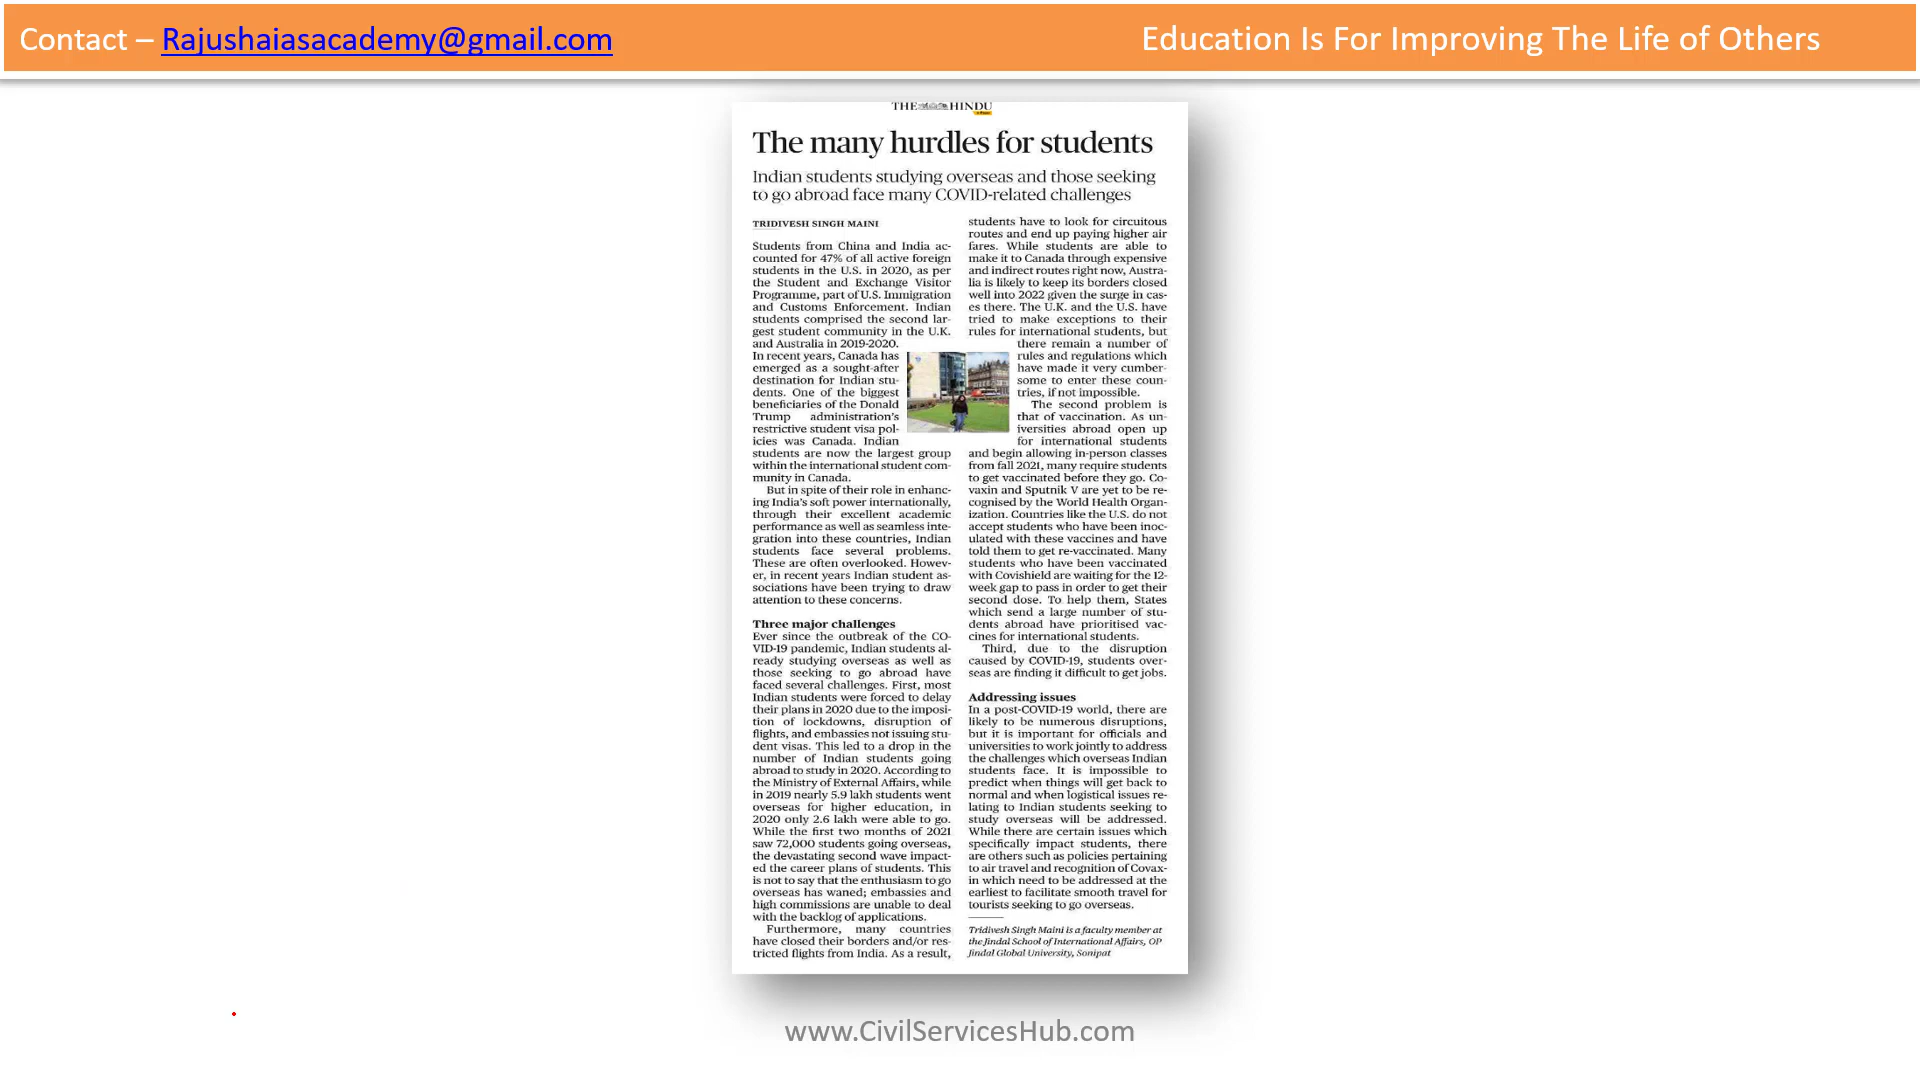 Contact – Rajushaiasacademy@gmail.com
Education Is For Improving The Life of Others
THE HINDU
The many hurdles for students
Indian students studying overseas and those seeking
to go abroad face many COVID-related challenges
TRIDIVESH SINGH MAINI
Students from China and India ac-
counted for 47% of all active foreign
students in the U.S. in 2020, as per
the Student and Exchange Visitor
Programme, part of U.S. Immigration
and Customs Enforcement. Indian
students comprised the second lar-
gest student community in the U.K.
and Australia in 2019-2020.
In recent years, Canada has
emerged as a sought-after
destination for Indian stu-
dents. One of the biggest
beneficiaries of the Donald
Trump administration's
restrictive student visa pol-
icies was Canada. Indian
students are now the largest group
within the international student com-
munity in Canada.
But in spite of their role in enhanc-
ing India's soft power internationally,
through their excellent academic
performance as well as seamless inte-
gration into these countries, Indian
students face several problems.
These are often overlooked. Howev-
er, in recent years Indian student as-
sociations have been trying to draw
attention to these concerns.
Three major challenges
Ever since the outbreak of the CO-
VID-19 pandemic, Indian students al-
ready studying overseas as well as
those seeking to go abroad have
faced several challenges. First, most
Indian students were forced to delay
their plans in 2020 due to the imposi-
tion of lockdowns, disruption of
flights, and embassies not issuing stu-
dent visas. This led to a drop in the
number of Indian students going
abroad to study in 2020. According to
the Ministry of External Affairs, while
in 2019 nearly 5.9 lakh students went
overseas for higher education, in
2020 only 2.6 lakh were able to go.
While the first two months of 2021
saw 72,000 students going overseas,
the devastating second wave impact-
ed the career plans of students. This
is not to say that the enthusiasm to go
overseas has waned; embassies and
high commissions are unable to deal
with the backlog of applications.
Furthermore, many countries
have closed their borders and/or res-
tricted flights from India. As a result,
students have to look for circuitous
routes and end up paying higher air
fares. While students are able to
make it to Canada through expensive
and indirect routes right now, Austra-
lia is likely to keep its borders closed
well into 2022 given the surge in cas-
es there. The U.K. and the U.S. have
tried to make exceptions to their
rules for international students, but
there remain a number of
rules and regulations which
have made it very cumber-
some to enter these coun-
tries, if not impossible.
The second problem is
that of vaccination. As un-
iversities abroad open up
for international students
and begin allowing in-person classes
from fall 2021, many require students
to get vaccinated before they go. Co-
vaxin and Sputnik V are yet to be re-
cognised by the World Health Organ-
ization. Countries like the U.S. do not
accept students who have been inoc-
ulated with these vaccines and have
told them to get re-vaccinated. Many
students who have been vaccinated
with Covishield are waiting for the 12-
week gap to pass in order to get their
second dose. To help them, States
which send a large number of stu-
dents abroad have prioritised vac-
cines for international students.
Third, due to the disruption
caused by COVID-19, students over-
seas are finding it difficult to get jobs.
Addressing issues
In a post-COVID-19 world, there are
likely to be numerous disruptions,
but it is important for officials and
universities to work jointly to address
the challenges which overseas Indian
students face. It is impossible to
predict when things will get back to
normal and when logistical issues re-
lating to Indian students seeking to
study overseas will be addressed.
While there are certain issues which
specifically impact students, there
are others such as policies pertaining
to air travel and recognition of Covax-
in which need to be addressed at the
earliest to facilitate smooth travel for
tourists seeking to go overseas.
Tridivesh Singh Maini is a faculty member at
the Jindal School of International Affairs, OP
Jindal Global University, Sonipat
www.CivilServicesHub.com